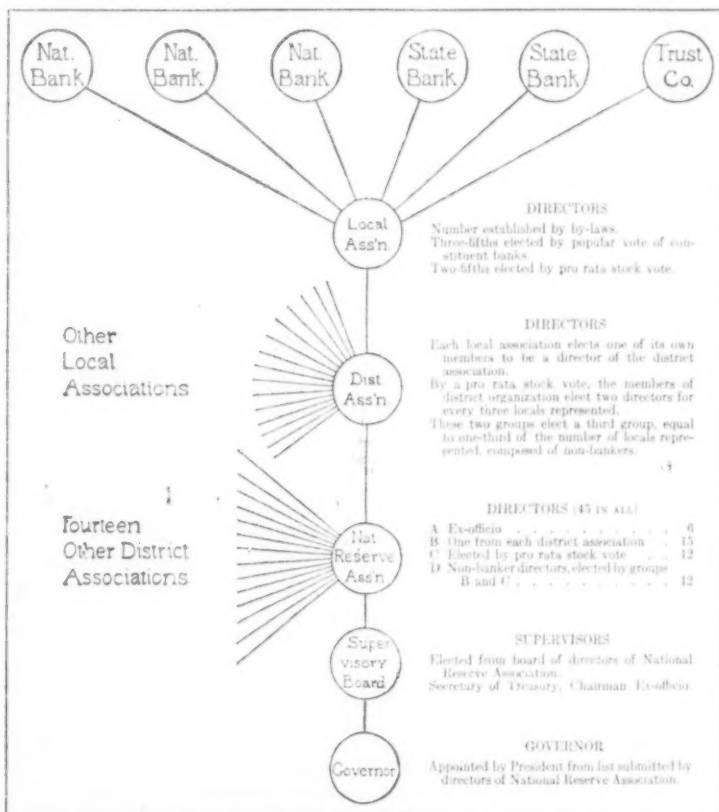 Nat.
Bank
Nat.
Bank
Nat.
Bank
State
Bank
State
Bank
Trust
Co.
Local
Ass'n.
DIRECTORS
Number established by by-laws.
Three-fifths elected by popular vote of con-
stituent banks.
Two-fifths elected by pro rata stock vote.
Other
Local
Associations
Dist
Ass'n.
DIRECTORS
Each local association elects one of its own
members to be a director of the district
association.
By a pro rata stock vote, the members of
district organization elect two directors for
every three locals represented.
These two groups elect a third group, equal
to one-third of the number of locals repre-
sented, composed of non-bankers.
Fourteen
Other District
Associations
Nat
Reserve
Ass'n
DIRECTORS (45 IN ALL)
A Ex-officio . . . . . . . . . . 6
B One from each district association . 15
C Elected by pro rata stock vote . . 12
D Non-banker directors, elected by groups
B and C . . . . . . . . . . 12
Super
visory
Board
SUPERVISORS
Elected from board of directors of National
Reserve Association.
Secretary of Treasury, Chairman Ex-officio.
Governor
GOVERNOR
Appointed by President from list submitted by
directors of National Reserve Association.